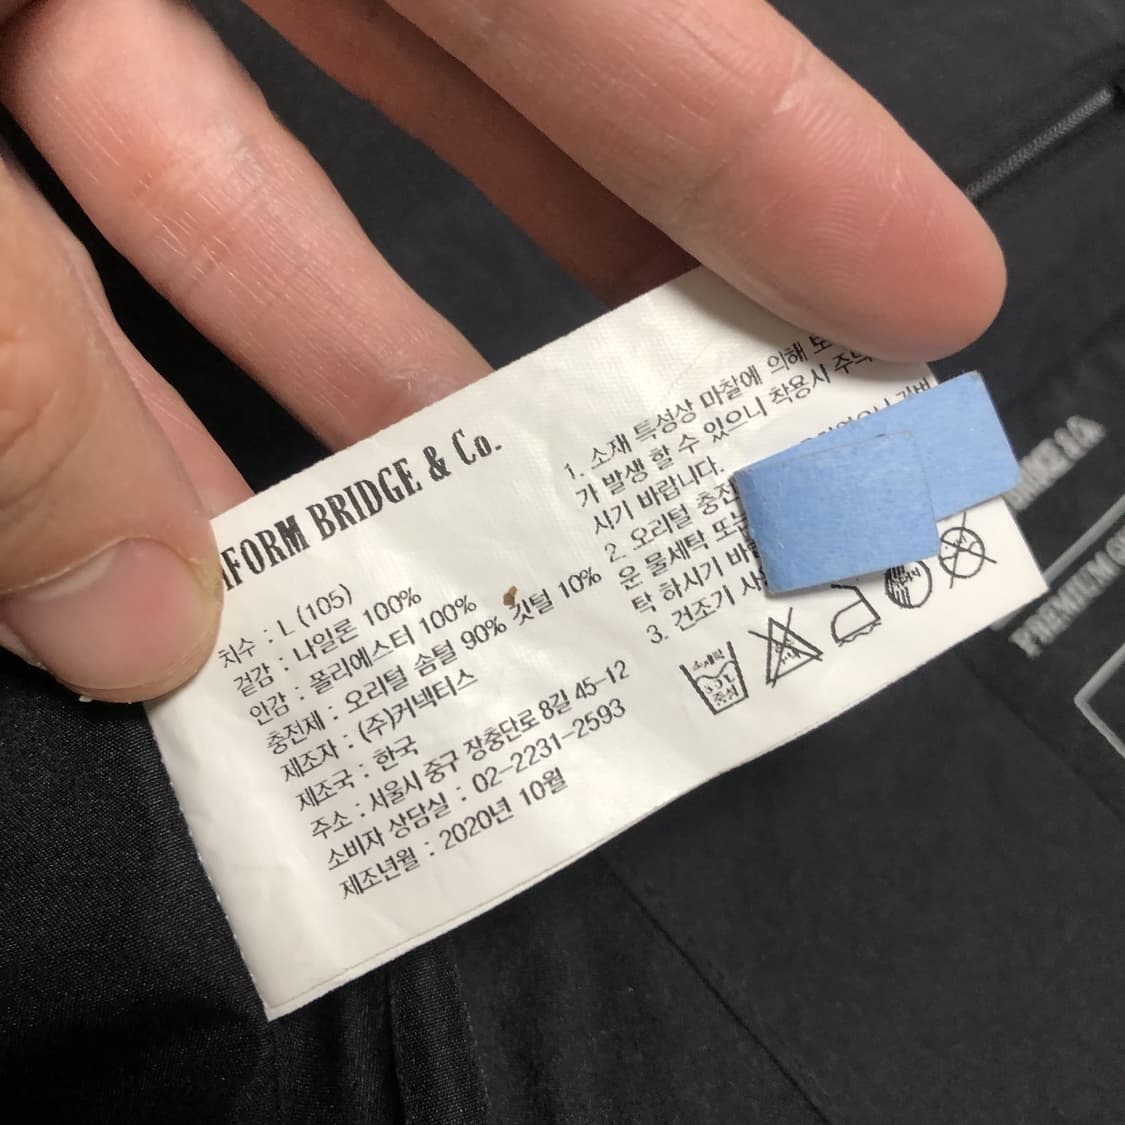 IFORM BRIDGE & Co.
치수 : L (105)
겉감 : 나일론 100%
안감 : 폴리에스터 100%
충전제 : 오리털 솜털 90% 깃털 10%
제조자 : (주)커넥터스
제조국 : 한국
주소 : 서울시 중구 장충단로 8길 45-12
소비자 상담실 : 02-2231-2593
제조년월 : 2020년 10월
1. 소재 특성상 마찰에 의해
가 발생 할 수 있으니 착용시
시기 바랍니다.
2. 오리털 충전
운 물세탁 또는
탁 하시기 바
3. 건조기 사
중성
PREMIUM